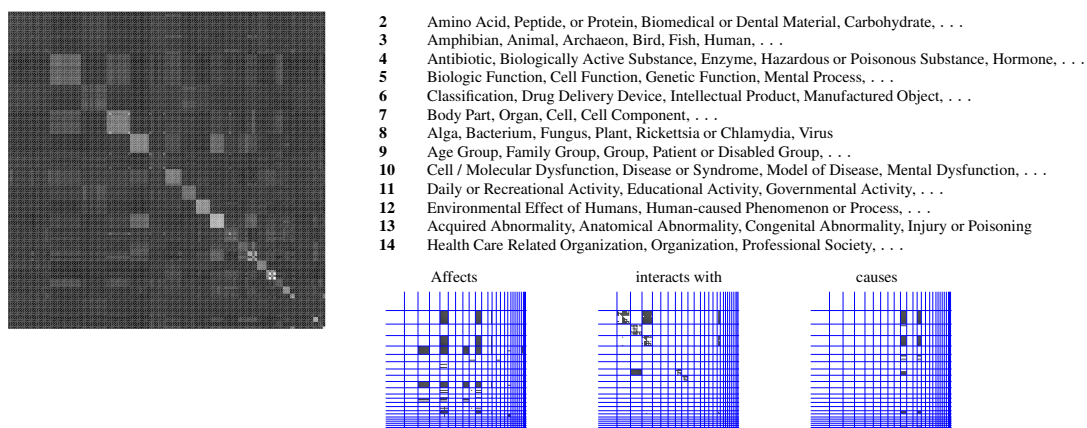 2 Amino Acid, Peptide, or Protein, Biomedical or Dental Material, Carbohydrate, . . .
3 Amphibian, Animal, Archaeon, Bird, Fish, Human, . . .
4 Antibiotic, Biologically Active Substance, Enzyme, Hazardous or Poisonous Substance, Hormone, . . .
5 Biologic Function, Cell Function, Genetic Function, Mental Process, . . .
6 Classification, Drug Delivery Device, Intellectual Product, Manufactured Object, . . .
7 Body Part, Organ, Cell, Cell Component, . . .
8 Alga, Bacterium, Fungus, Plant, Rickettsia or Chlamydia, Virus
9 Age Group, Family Group, Group, Patient or Disabled Group, . . .
10 Cell / Molecular Dysfunction, Disease or Syndrome, Model of Disease, Mental Dysfunction, . . .
11 Daily or Recreational Activity, Educational Activity, Governmental Activity, . . .
12 Environmental Effect of Humans, Human-caused Phenomenon or Process, . . .
13 Acquired Abnormality, Anatomical Abnormality, Congenital Abnormality, Injury or Poisoning
14 Health Care Related Organization, Organization, Professional Society, . . .
Affects interacts with causes